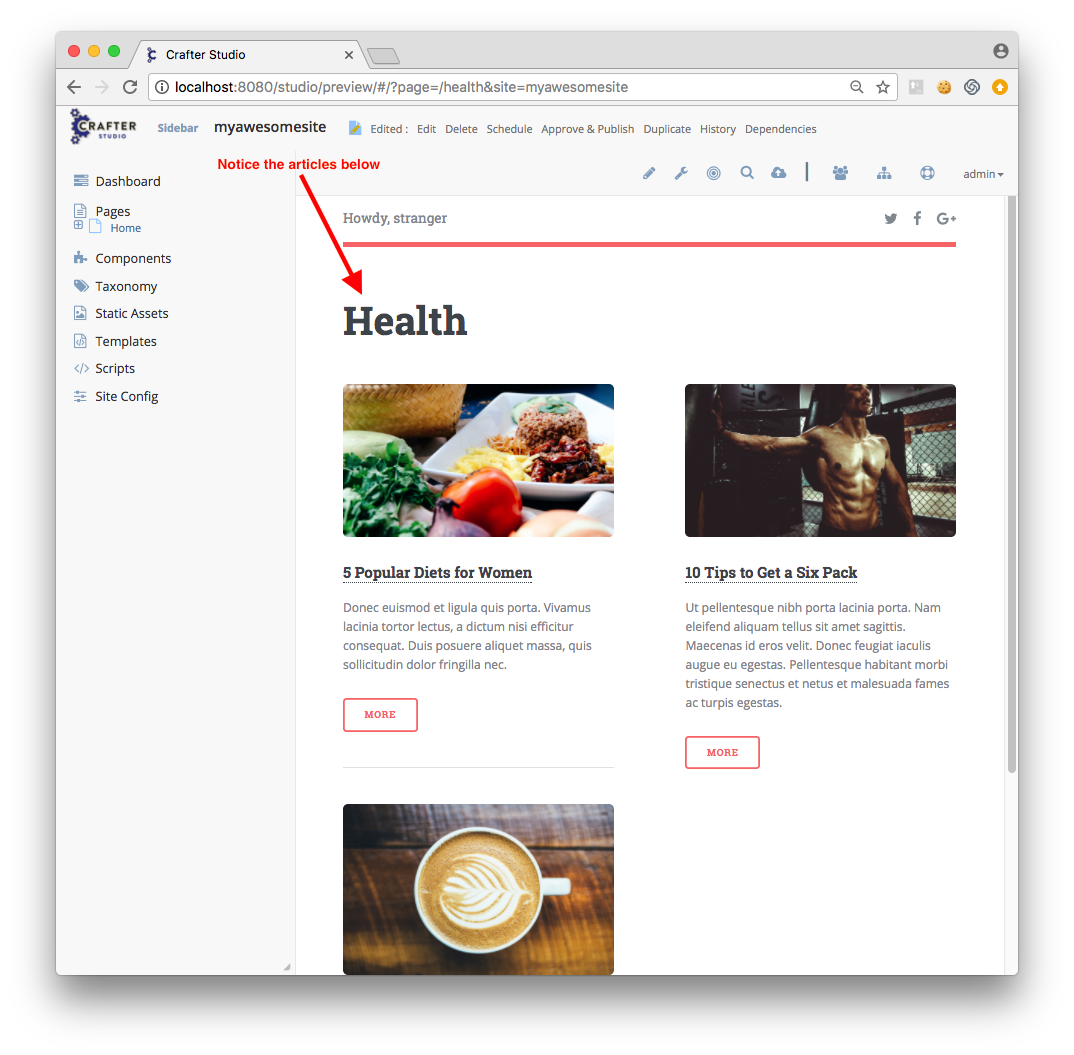 Crafter Studio
localhost:8080/studio/preview/#/?page=/health&site=myawesomesite
CRAFTER
STUDIO
Sidebar
myawesomesite
Edited : Edit Delete Schedule Approve & Publish Duplicate History Dependencies
Notice the articles below
admin
Dashboard
Pages
Home
Components
Taxonomy
Static Assets
Templates
Scripts
Site Config
Howdy, stranger
Health
5 Popular Diets for Women
Donec euismod et ligula quis porta. Vivamus
lacinia tortor lectus, a dictum nisi efficitur
consequat. Duis posuere aliquet massa, quis
sollicitudin dolor fringilla nec.
MORE
10 Tips to Get a Six Pack
Ut pellentesque nibh porta lacinia porta. Nam
eleifend aliquam tellus sit amet sagittis.
Maecenas id eros velit. Donec feugiat iaculis
augue eu egestas. Pellentesque habitant morbi
tristique senectus et netus et malesuada fames
ac turpis egestas.
MORE